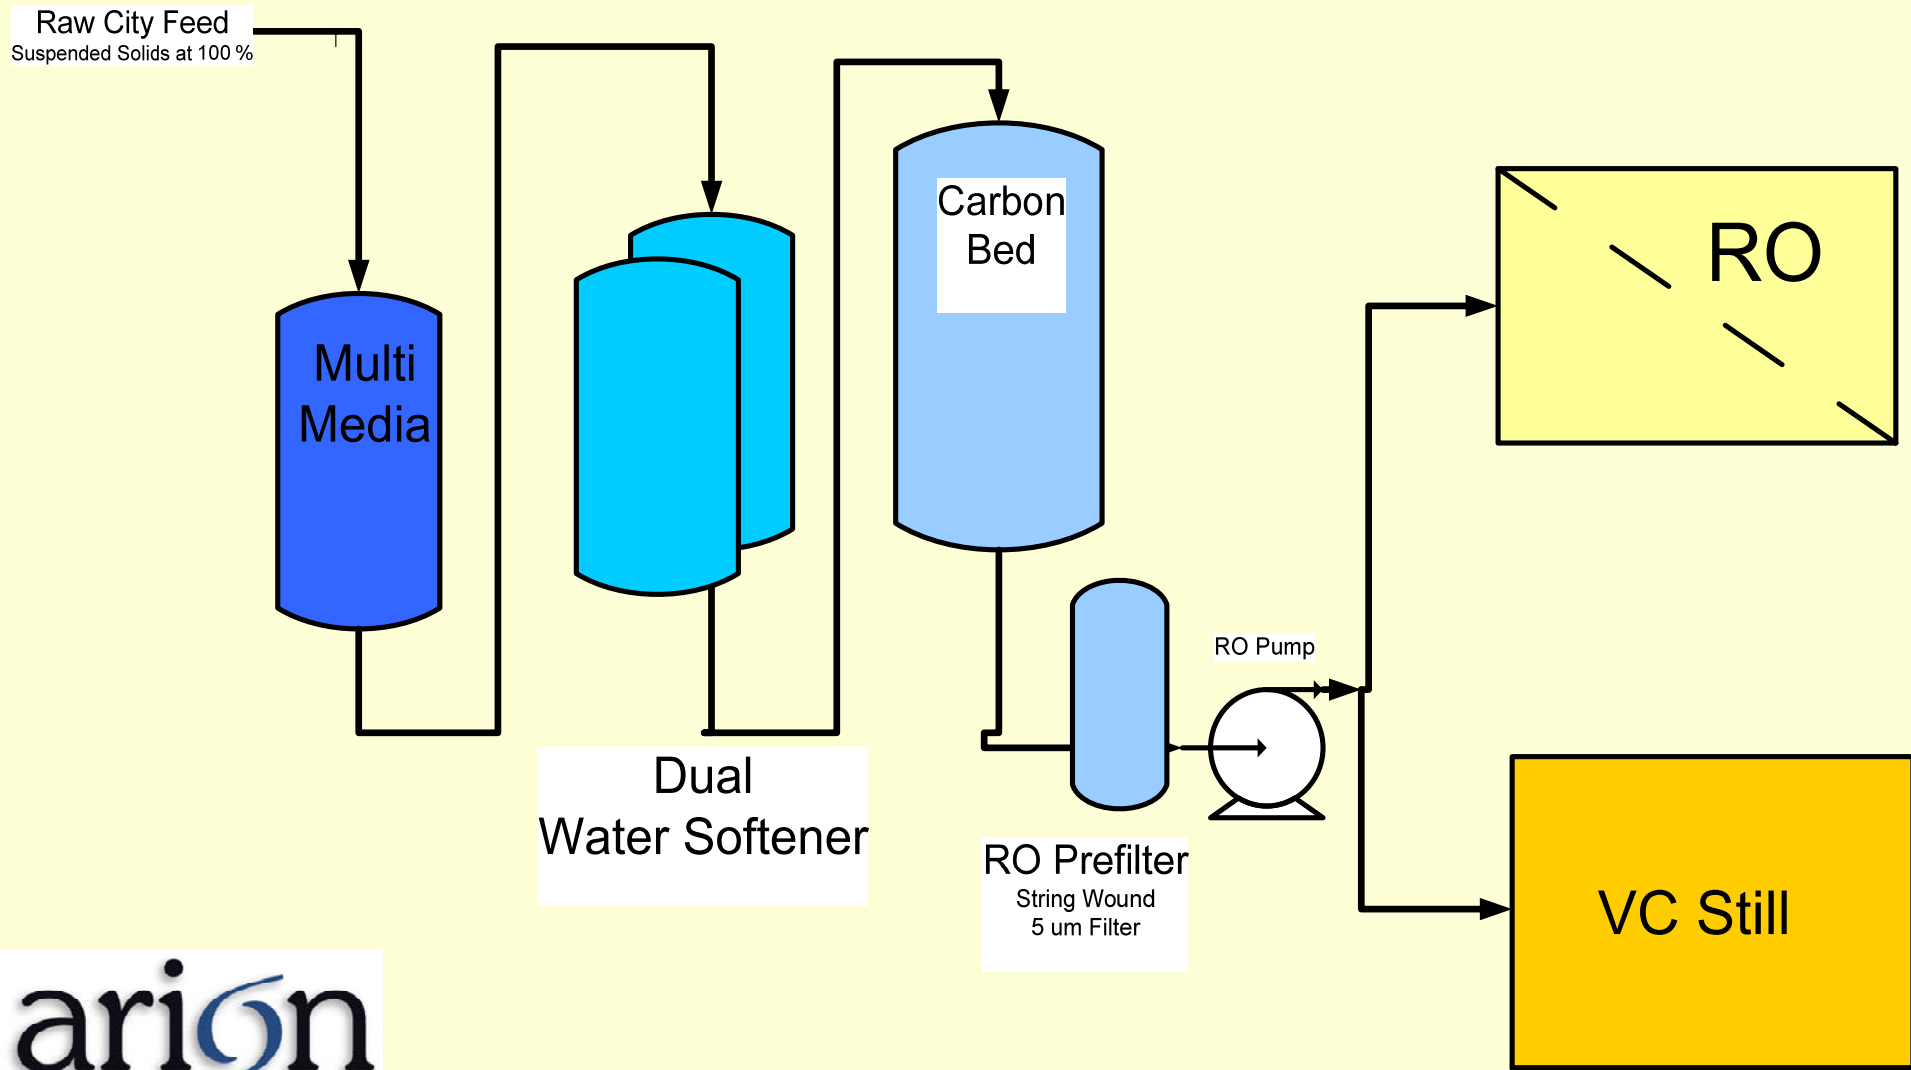 Raw City Feed
Suspended Solids at 100 %
Multi
Media
Dual
Water Softener
Carbon
Bed
RO Prefilter
String Wound
5 um Filter
RO Pump
RO
VC Still
arion